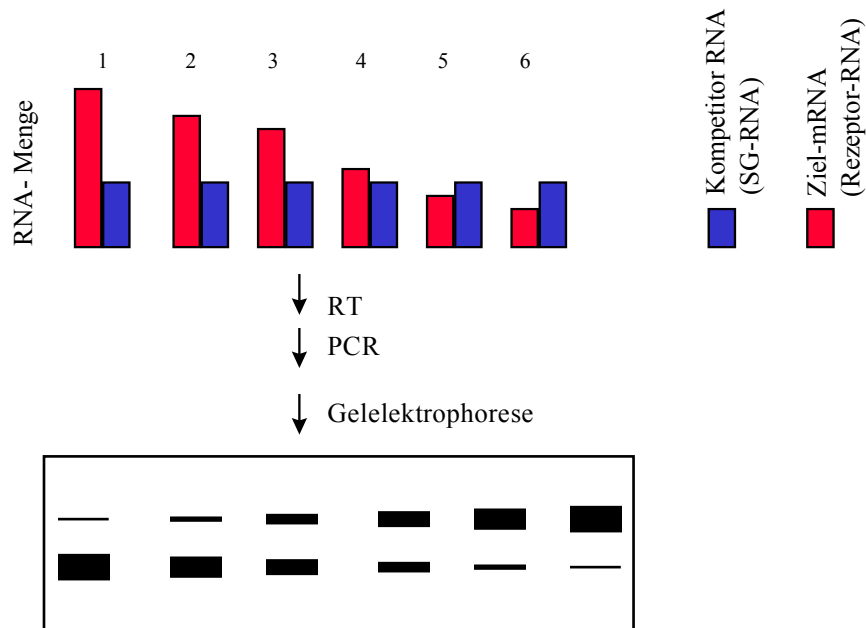 1 2 3 4 5 6
RNA- Menge
Kompetitor RNA
(SG-RNA)
Ziel-mRNA
(Rezeptor-RNA)
RT
PCR
Gelelektrophorese